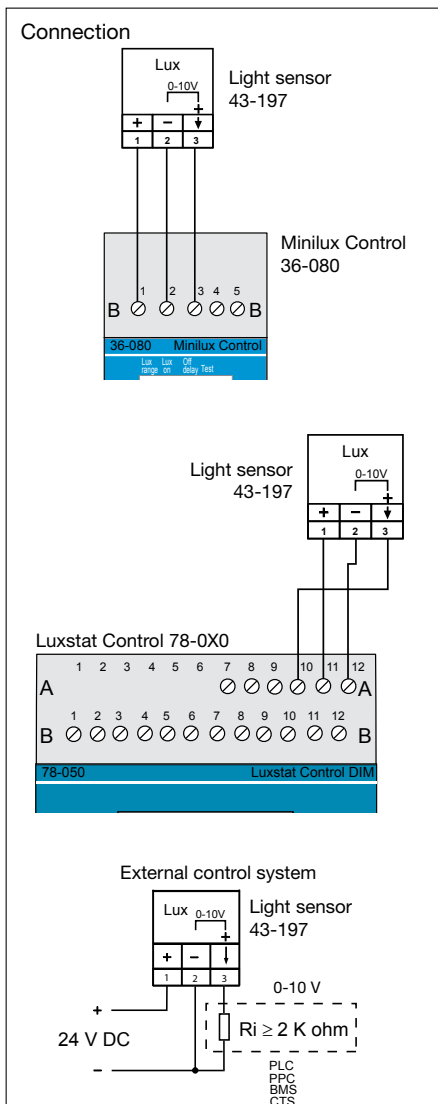 Connection
Lux
0-10V
+
+ − ↓
1 2 3
Light sensor
43-197
Minilux Control
36-080
1 2 3 4 5
B B
36-080 Minilux Control
Lux range Lux on Off delay Test
Light sensor
43-197
Lux
0-10V
+
+ − ↓
1 2 3
Luxstat Control 78-0X0
1 2 3 4 5 6 7 8 9 10 11 12
A A
1 2 3 4 5 6 7 8 9 10 11 12
B B
78-050 Luxstat Control DIM
External control system
Lux 0-10V
+
+ − ↓
1 2 3
Light sensor
43-197
0-10 V
+
24 V DC
−
Ri ≥ 2 K ohm
PLC
PPC
BMS
CTS